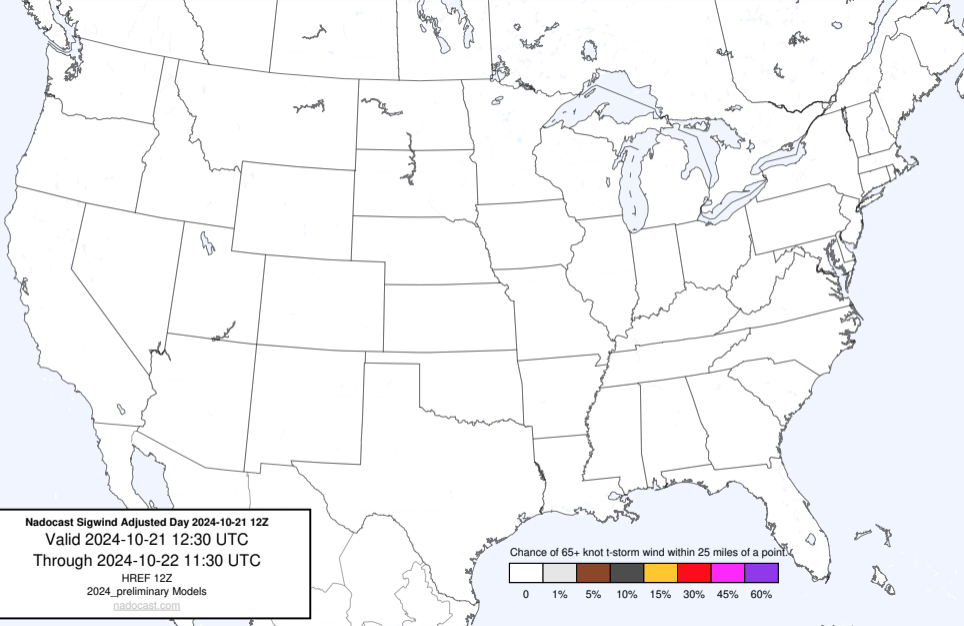 Nadocast Sigwind Adjusted Day 2024-10-21 12Z
Valid 2024-10-21 12:30 UTC
Through 2024-10-22 11:30 UTC
HREF 12Z
2024_preliminary Models
nadocast.com
Chance of 65+ knot t-storm wind within 25 miles of a point.
0 1% 5% 10% 15% 30% 45% 60%